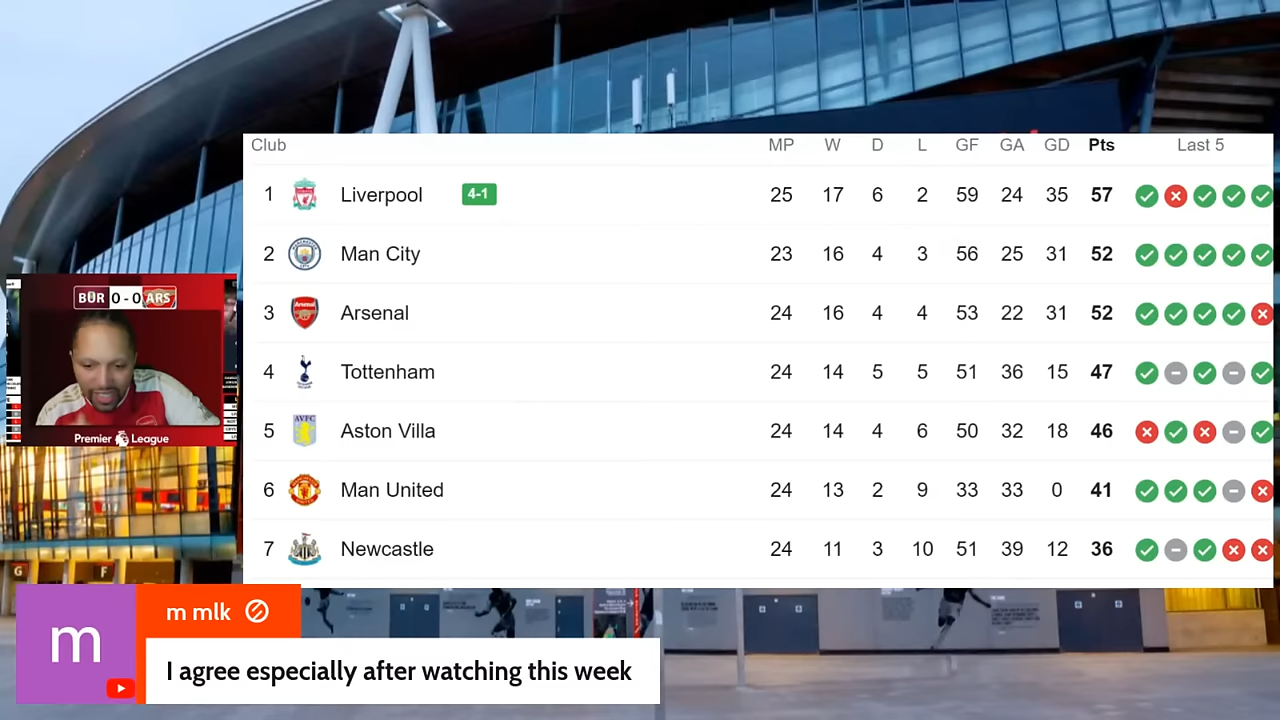 Club MP W D L GF GA GD Pts Last 5
1 Liverpool 4-1 25 17 6 2 59 24 35 57
2 Man City 23 16 4 3 56 25 31 52
3 Arsenal 24 16 4 4 53 22 31 52
4 Tottenham 24 14 5 5 51 36 15 47
AVFC
5 Aston Villa 24 14 4 6 50 32 18 46
6 Man United 24 13 2 9 33 33 0 41
7 Newcastle 24 11 3 10 51 39 12 36
BUR 0 - 0 ARS
Premier League
G F
m
m mlk
I agree especially after watching this week